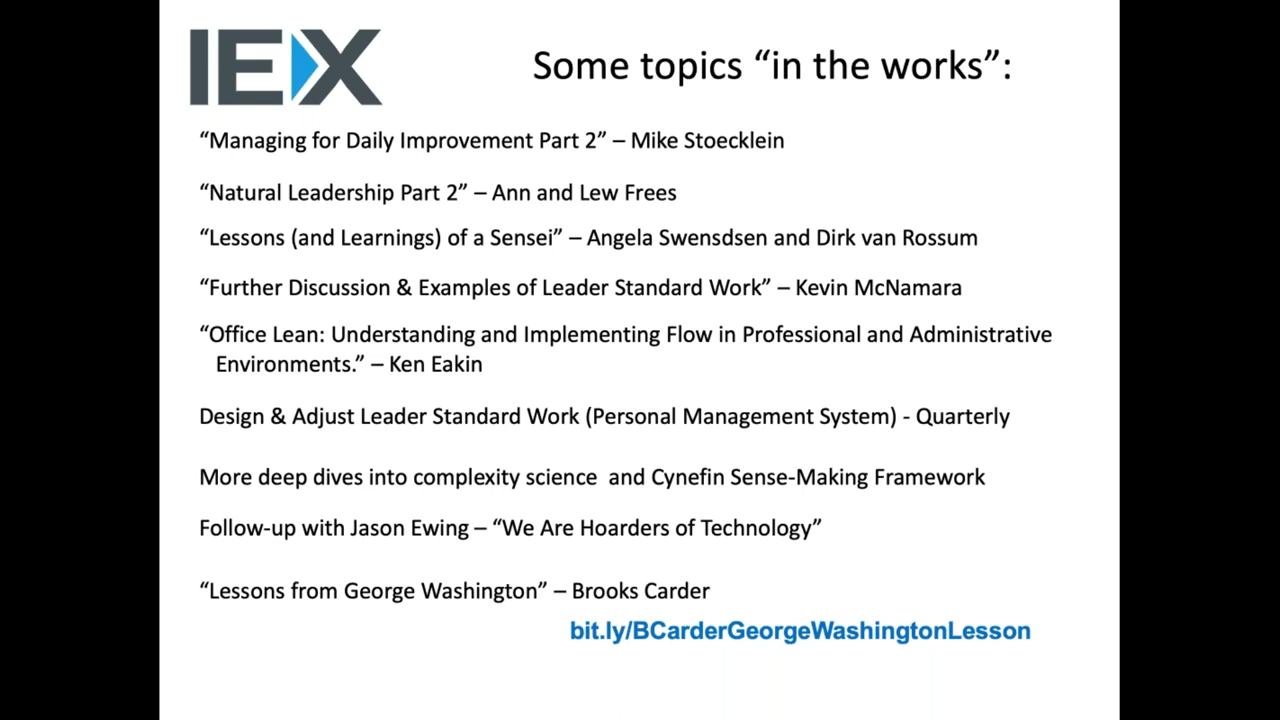 IEX
Some topics “in the works”:
“Managing for Daily Improvement Part 2” – Mike Stoecklein
“Natural Leadership Part 2” – Ann and Lew Frees
“Lessons (and Learnings) of a Sensei” – Angela Swensdsen and Dirk van Rossum
“Further Discussion & Examples of Leader Standard Work” – Kevin McNamara
“Office Lean: Understanding and Implementing Flow in Professional and Administrative
Environments.” – Ken Eakin
Design & Adjust Leader Standard Work (Personal Management System) - Quarterly
More deep dives into complexity science  and Cynefin Sense-Making Framework
Follow-up with Jason Ewing – “We Are Hoarders of Technology”
“Lessons from George Washington” – Brooks Carder
bit.ly/BCarderGeorgeWashingtonLesson